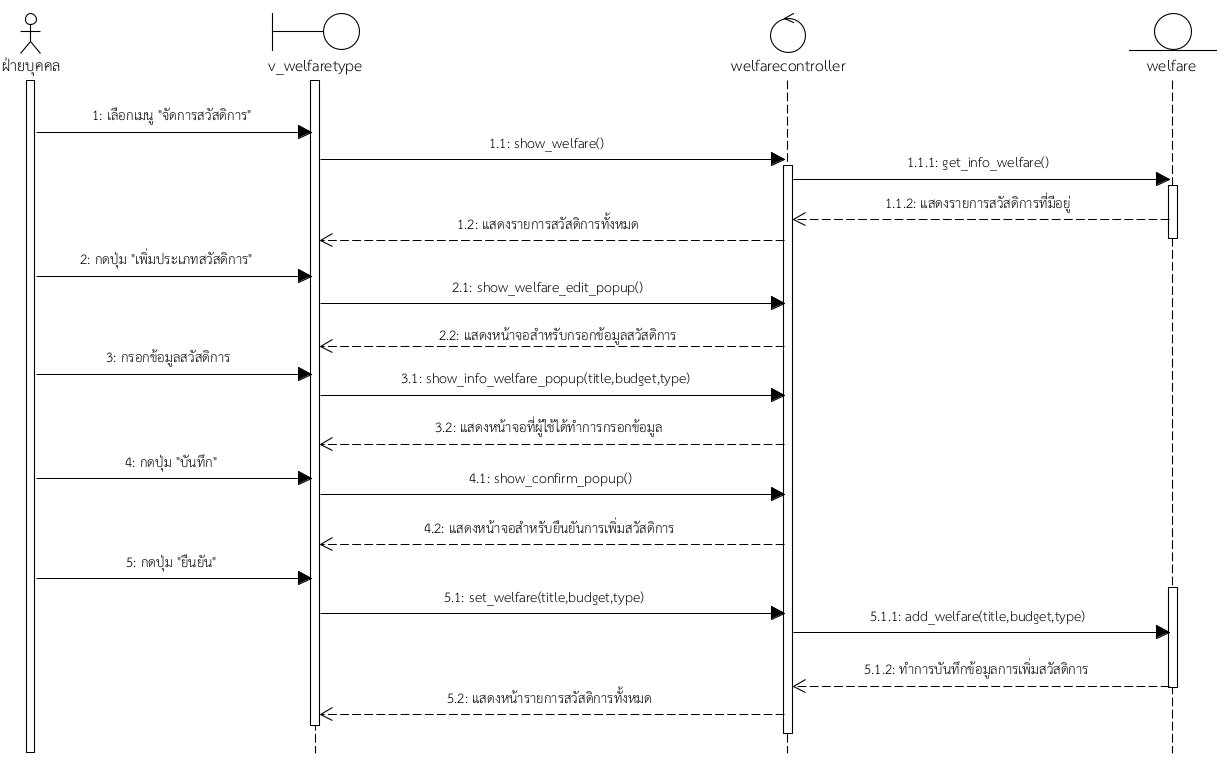 ฝ่ายบุคคล
v_welfaretype
welfarecontroller
welfare
1: เลือกเมนู "จัดการสวัสดิการ"
1.1: show_welfare()
1.1.1: get_info_welfare()
1.1.2: แสดงรายการสวัสดิการที่มีอยู่
1.2: แสดงรายการสวัสดิการทั้งหมด
2: กดปุ่ม "เพิ่มประเภทสวัสดิการ"
2.1: show_welfare_edit_popup()
2.2: แสดงหน้าจอสำหรับกรอกข้อมูลสวัสดิการ
3: กรอกข้อมูลสวัสดิการ
3.1: show_info_welfare_popup(title,budget,type)
3.2: แสดงหน้าจอที่ผู้ใช้ได้ทำการกรอกข้อมูล
4: กดปุ่ม "บันทึก"
4.1: show_confirm_popup()
4.2: แสดงหน้าจอสำหรับยืนยันการเพิ่มสวัสดิการ
5: กดปุ่ม "ยืนยัน"
5.1: set_welfare(title,budget,type)
5.1.1: add_welfare(title,budget,type)
5.1.2: ทำการบันทึกข้อมูลการเพิ่มสวัสดิการ
5.2: แสดงหน้ารายการสวัสดิการทั้งหมด